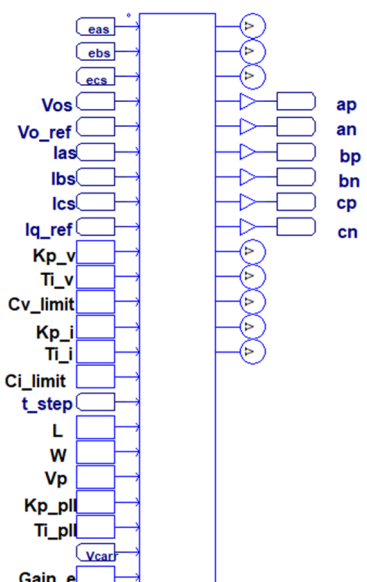 eas
ebs
ecs
Vos
ap
Vo_ref
an
Ias
bp
Ibs
bn
Ics
cp
Iq_ref
cn
Kp_v
Ti_v
Cv_limit
Kp_i
Ti_i
Ci_limit
t_step
L
W
Vp
Kp_pll
Ti_pll
Vcarr
Gain_e